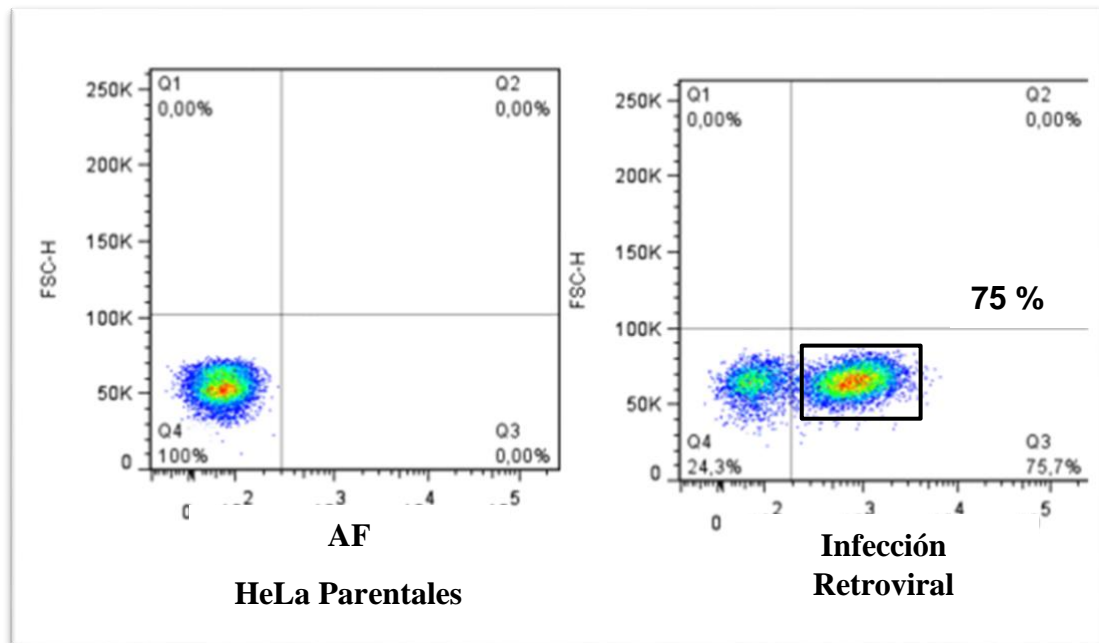 Q1
0,00%
Q2
0,00%
250K
200K
150K
100K
50K
0
FSC-H
Q4
100%
Q3
0,00%
2
3
4
5
AF
HeLa Parentales
Q1
0,00%
Q2
0,00%
250K
200K
150K
100K
50K
0
FSC-H
75 %
Q4
24,3%
Q3
75,7%
0
2
3
4
5
Infección
Retroviral